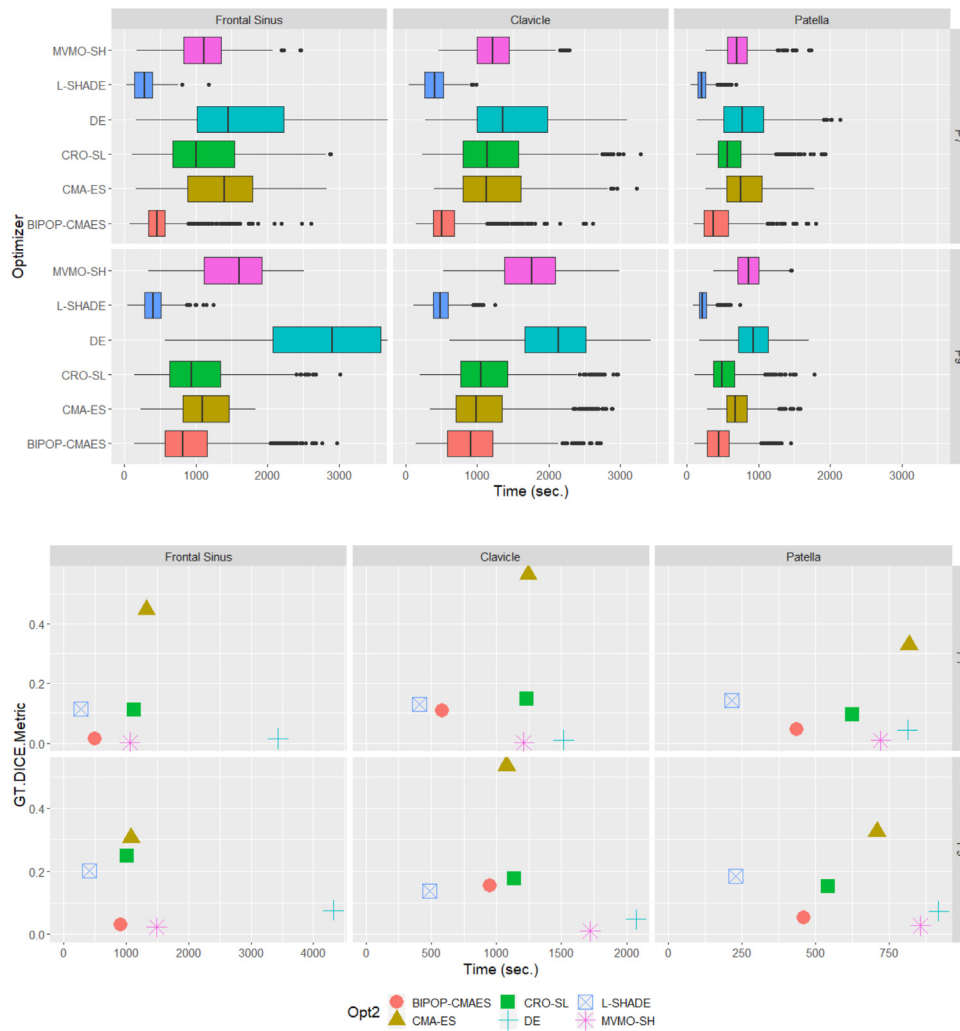 Frontal Sinus Clavicle Patella
MVMO-SH
L-SHADE
DE
CRO-SL
CMA-ES
BIPOP-CMAES
Optimizer
MVMO-SH
L-SHADE
DE
CRO-SL
CMA-ES
BIPOP-CMAES
0 1000 2000 3000 0 1000 2000 3000 0 1000 2000 3000
Time (sec.)
Frontal Sinus Clavicle Patella
0.4
0.2
0.0
GT.DICE.Metric
0.4
0.2
0.0
0 1000 2000 3000 4000 500 1000 1500 2000 0 250 500 750
Time (sec.)
Opt2
BIPOP-CMAES CRO-SL L-SHADE
CMA-ES DE MVMO-SH